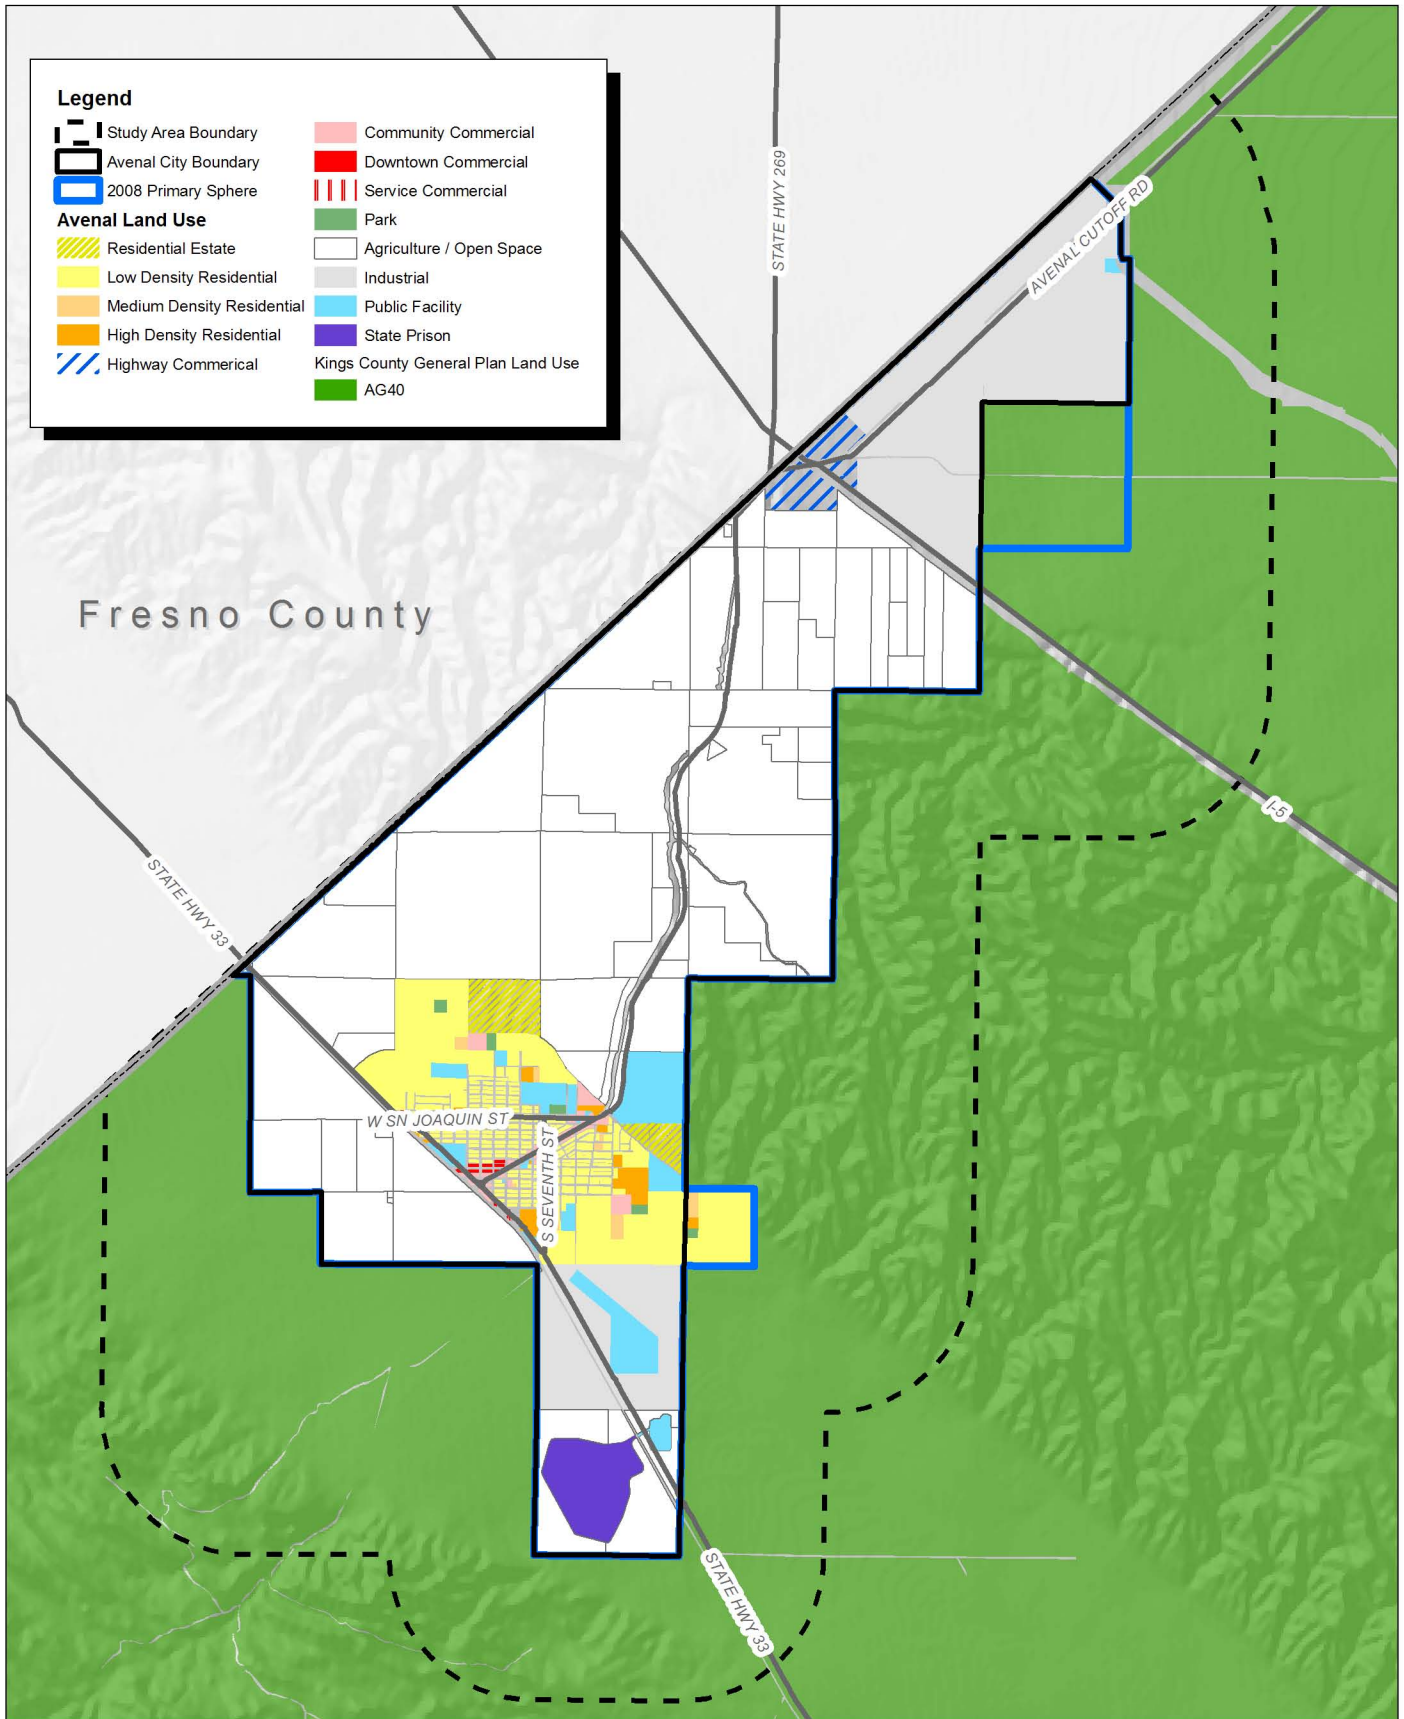 Legend
Study Area Boundary
Avenal City Boundary
2008 Primary Sphere
Avenal Land Use
Residential Estate
Low Density Residential
Medium Density Residential
High Density Residential
Highway Commerical
Community Commercial
Downtown Commercial
Service Commercial
Park
Agriculture / Open Space
Industrial
Public Facility
State Prison
Kings County General Plan Land Use
AG40
STATE HWY 269
AVENAL CUTOFF RD
Fresno County
I-5
STATE HWY 33
W SN JOAQUIN ST
S SEVENTH ST
STATE HWY 33